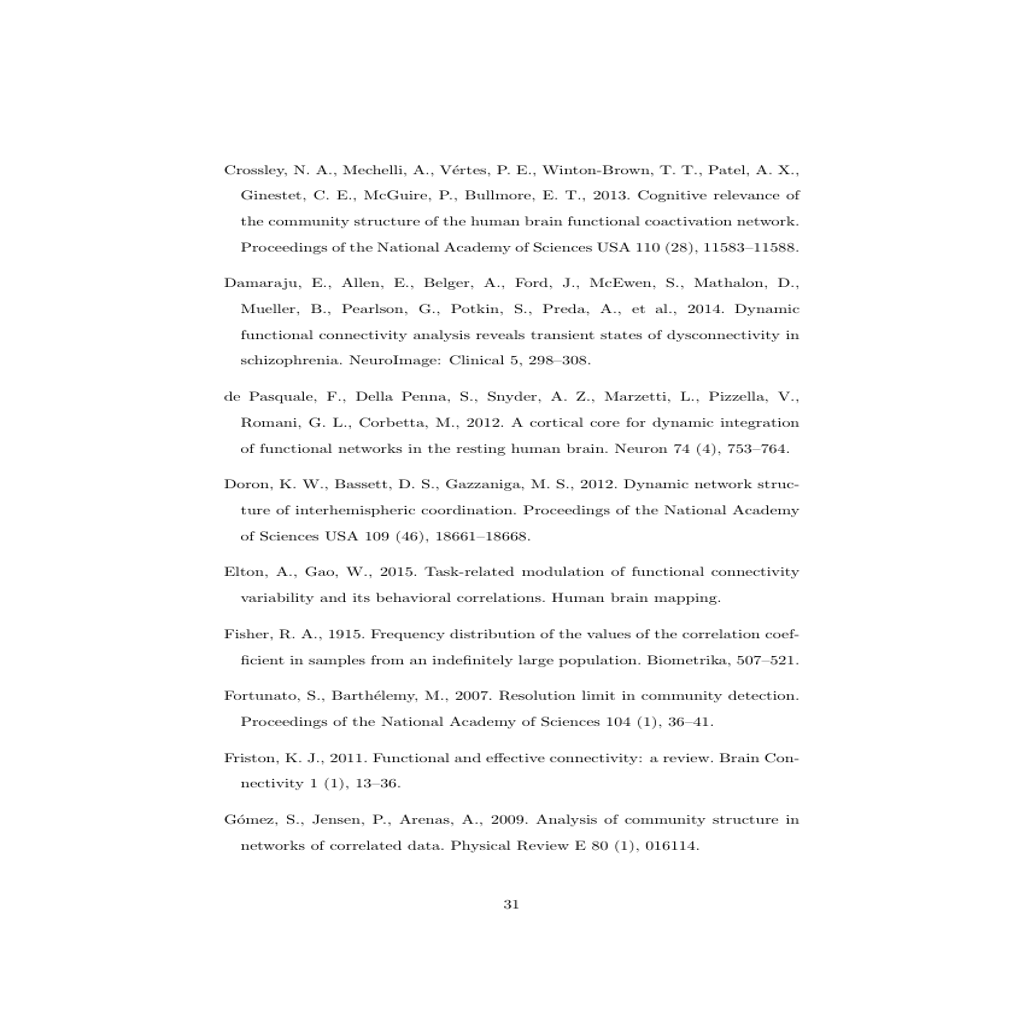 Crossley, N. A., Mechelli, A., Vértes, P. E., Winton-Brown, T. T., Patel, A. X.,
Ginestet, C. E., McGuire, P., Bullmore, E. T., 2013. Cognitive relevance of
the community structure of the human brain functional coactivation network.
Proceedings of the National Academy of Sciences USA 110 (28), 11583–11588.
Damaraju, E., Allen, E., Belger, A., Ford, J., McEwen, S., Mathalon, D.,
Mueller, B., Pearlson, G., Potkin, S., Preda, A., et al., 2014. Dynamic
functional connectivity analysis reveals transient states of dysconnectivity in
schizophrenia. NeuroImage: Clinical 5, 298–308.
de Pasquale, F., Della Penna, S., Snyder, A. Z., Marzetti, L., Pizzella, V.,
Romani, G. L., Corbetta, M., 2012. A cortical core for dynamic integration
of functional networks in the resting human brain. Neuron 74 (4), 753–764.
Doron, K. W., Bassett, D. S., Gazzaniga, M. S., 2012. Dynamic network struc-
ture of interhemispheric coordination. Proceedings of the National Academy
of Sciences USA 109 (46), 18661–18668.
Elton, A., Gao, W., 2015. Task-related modulation of functional connectivity
variability and its behavioral correlations. Human brain mapping.
Fisher, R. A., 1915. Frequency distribution of the values of the correlation coef-
ficient in samples from an indefinitely large population. Biometrika, 507–521.
Fortunato, S., Barthélemy, M., 2007. Resolution limit in community detection.
Proceedings of the National Academy of Sciences 104 (1), 36–41.
Friston, K. J., 2011. Functional and effective connectivity: a review. Brain Con-
nectivity 1 (1), 13–36.
Gómez, S., Jensen, P., Arenas, A., 2009. Analysis of community structure in
networks of correlated data. Physical Review E 80 (1), 016114.
31